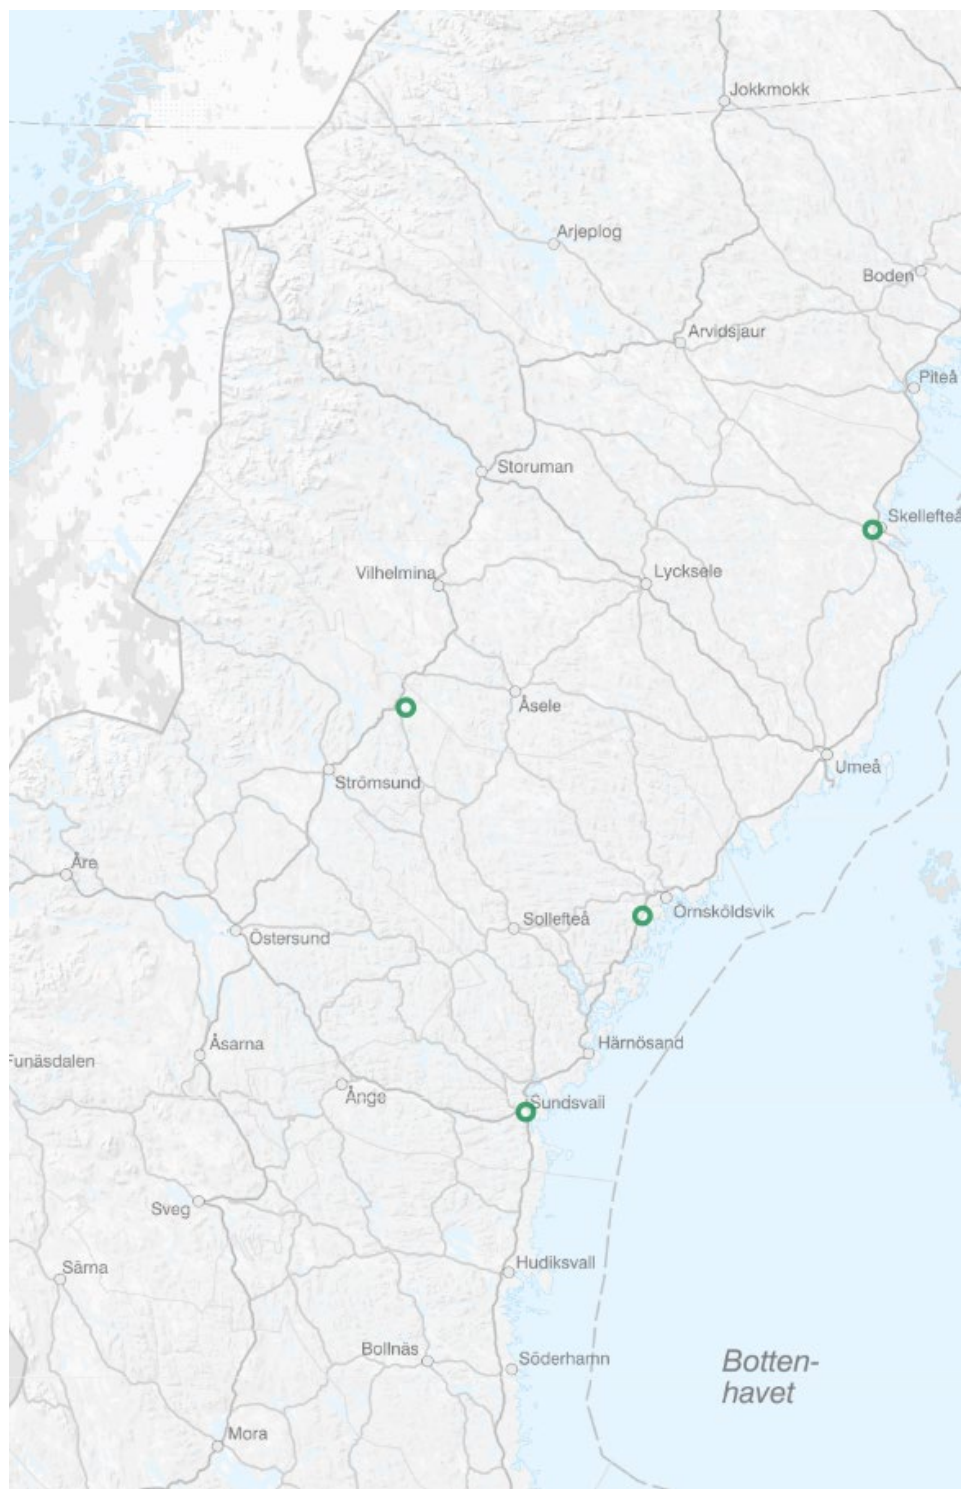 Jokkmokk
Arjeplog
Boden
Arvidsjaur
Piteå
Storuman
Skellefteå
Vilhelmina
Lycksele
Åsele
Umeå
Strömsund
Åre
Örnsköldsvik
Sollefteå
Östersund
Åsarna
Härnösand
Funäsdalen
Ånge
Sundsvall
Sveg
Hudiksvall
Särna
Bollnäs
Söderhamn
Botten-
havet
Mora